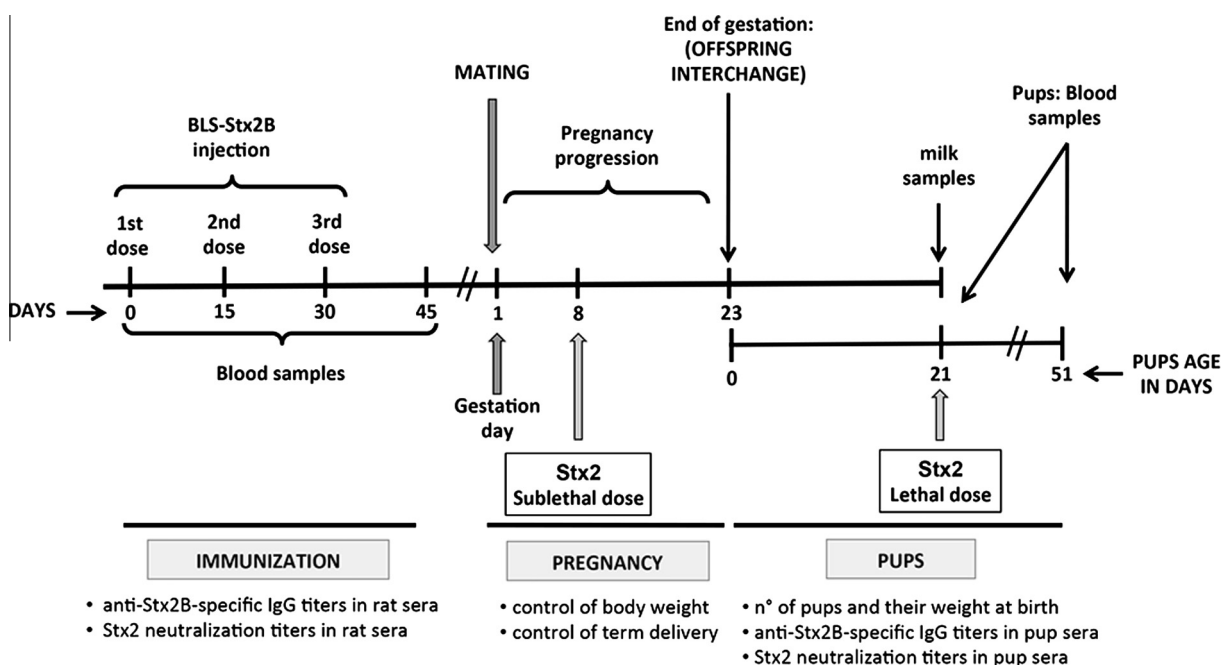 End of gestation:
(OFFSPRING
INTERCHANGE)
MATING
Pups: Blood
samples
BLS-Stx2B
injection
Pregnancy
progression
milk
samples
1st
dose
2nd
dose
3rd
dose
DAYS
0
15
30
45
1
8
23
Blood samples
0
21
51
PUPS AGE
IN DAYS
Gestation
day
Stx2
Sublethal dose
Stx2
Lethal dose
IMMUNIZATION
PREGNANCY
PUPS
• anti-Stx2B-specific IgG titers in rat sera
• Stx2 neutralization titers in rat sera
• control of body weight
• control of term delivery
• n° of pups and their weight at birth
• anti-Stx2B-specific IgG titers in pup sera
• Stx2 neutralization titers in pup sera